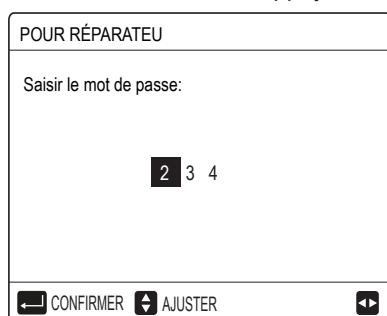 POUR RÉPARATEU
Saisir le mot de passe:
2 3 4
CONFIRMER AJUSTER